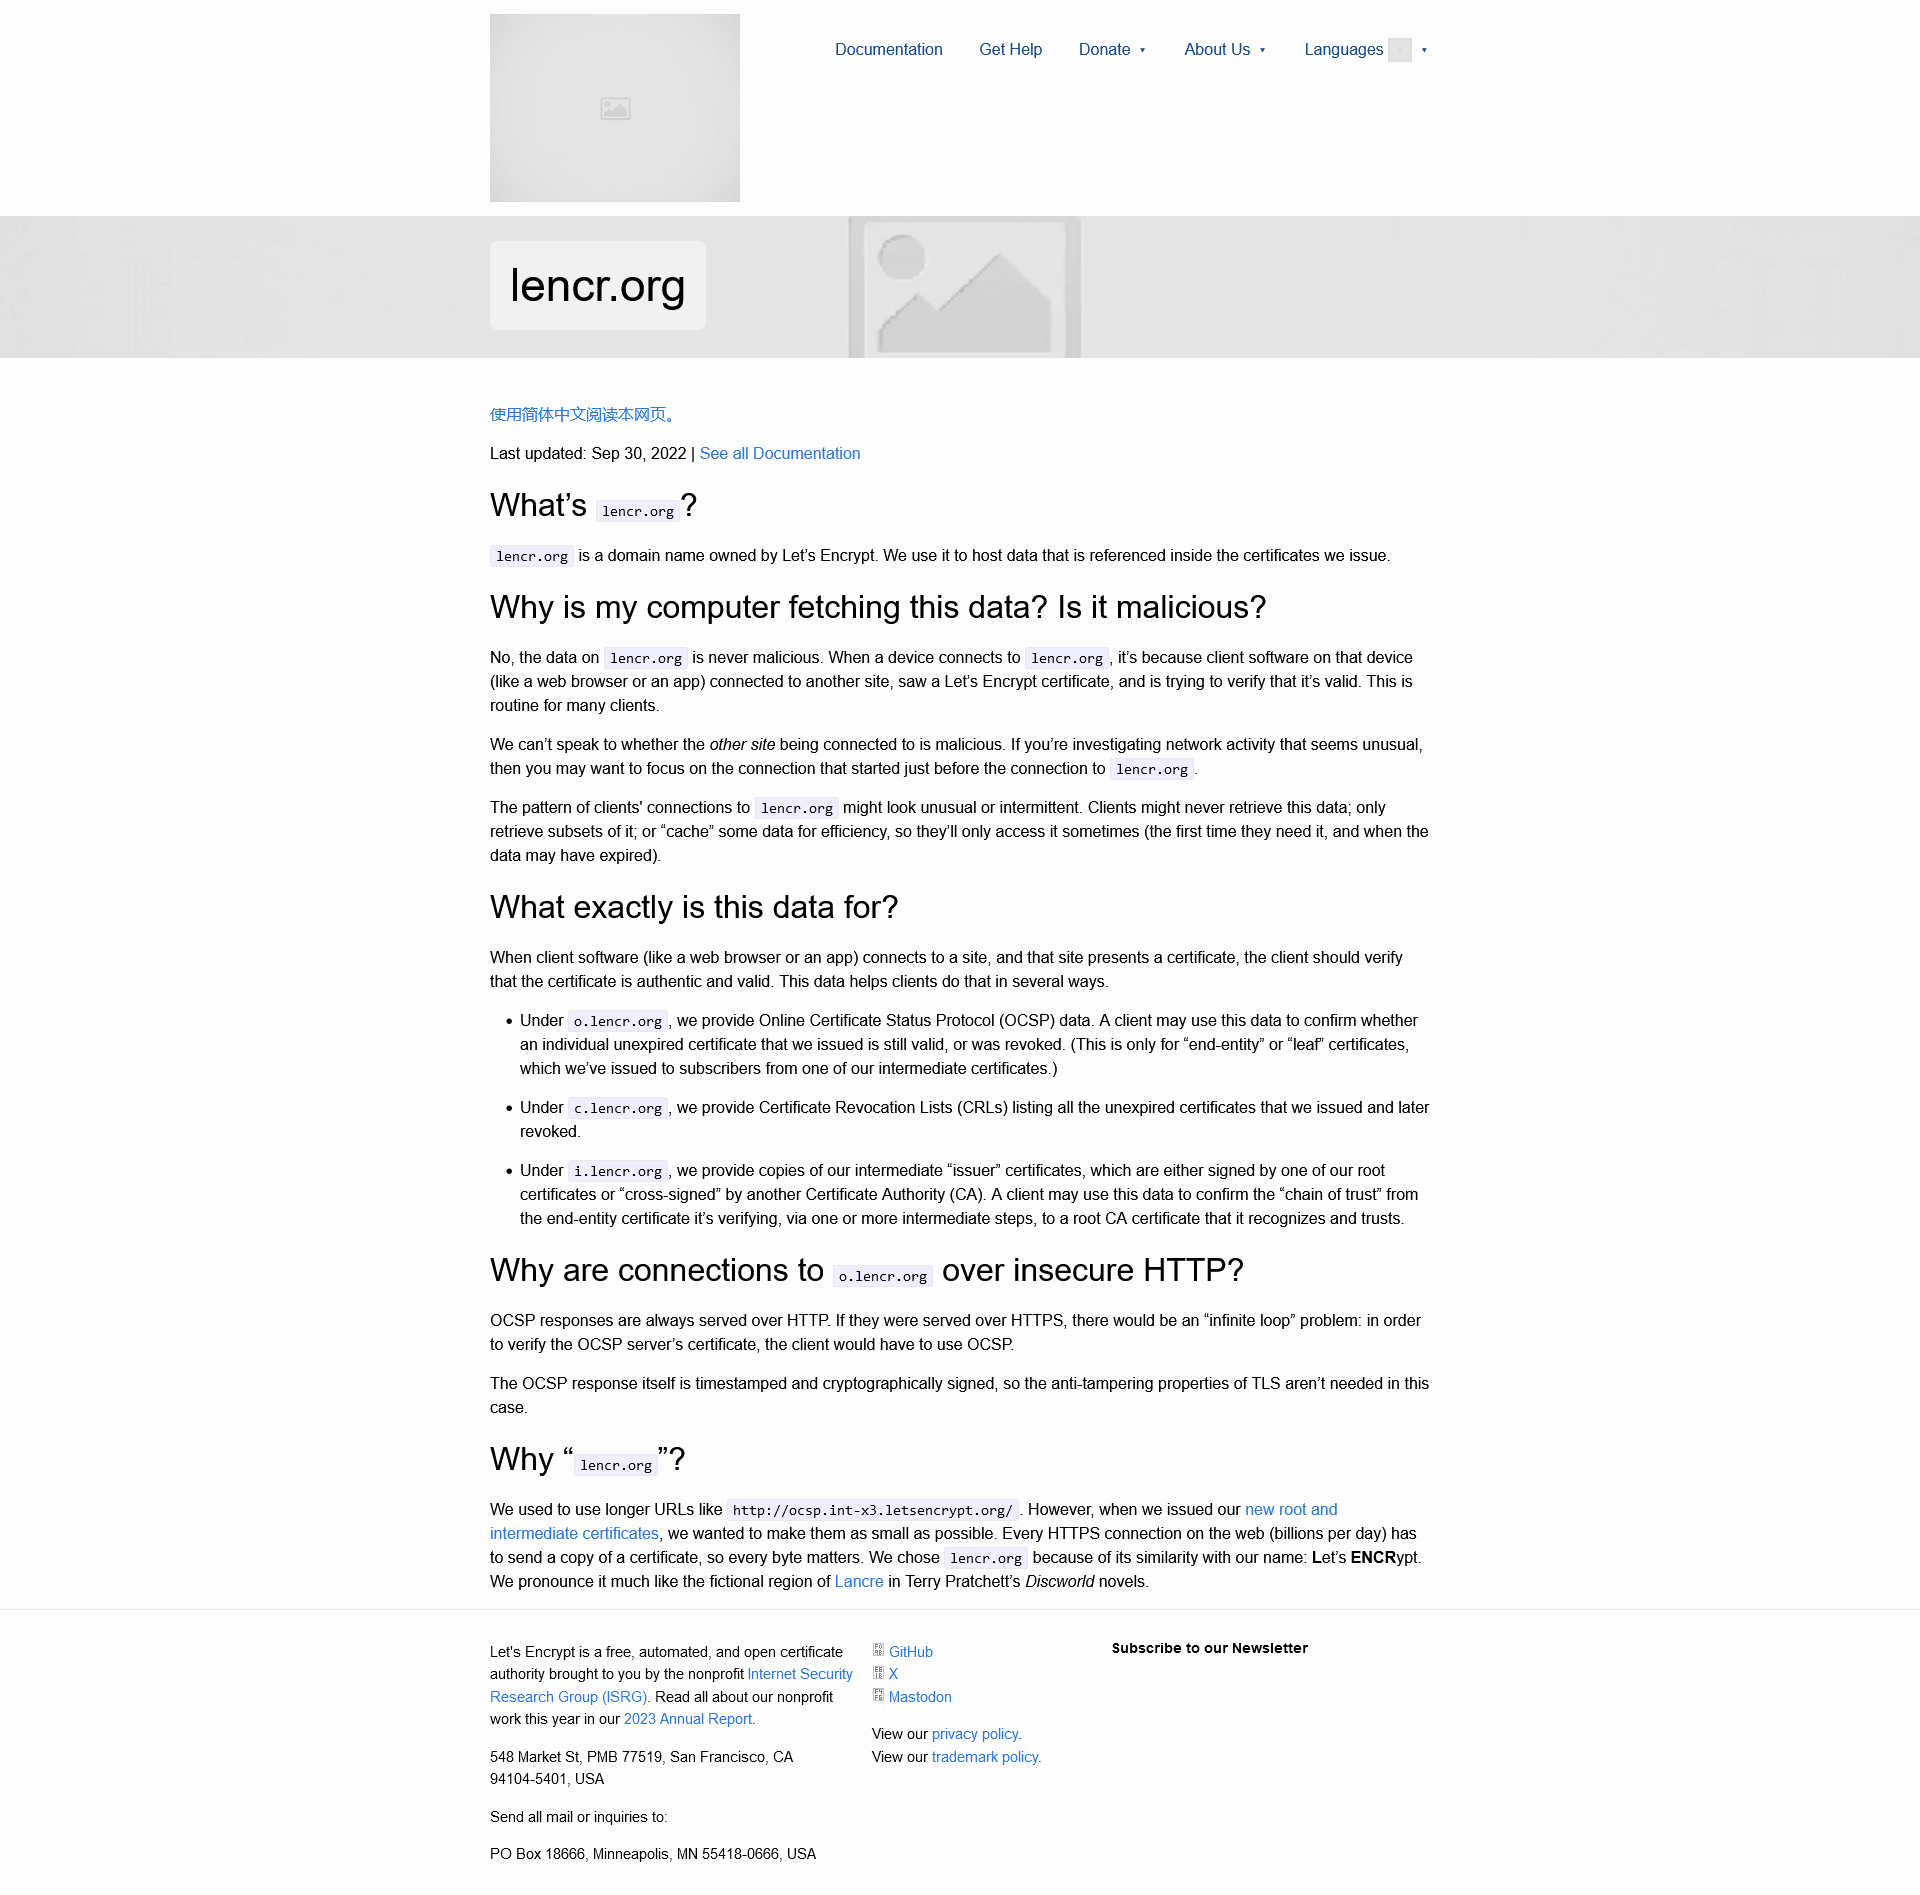 Documentation Get Help Donate ▾ About Us ▾ Languages ▾
lencr.org
使用简体中文阅读本网页。
Last updated: Sep 30, 2022 | See all Documentation
What’s lencr.org?
lencr.org is a domain name owned by Let’s Encrypt. We use it to host data that is referenced inside the certificates we issue.
Why is my computer fetching this data? Is it malicious?
No, the data on lencr.org is never malicious. When a device connects to lencr.org, it’s because client software on that device
(like a web browser or an app) connected to another site, saw a Let’s Encrypt certificate, and is trying to verify that it’s valid. This is
routine for many clients.
We can’t speak to whether the other site being connected to is malicious. If you’re investigating network activity that seems unusual,
then you may want to focus on the connection that started just before the connection to lencr.org.
The pattern of clients' connections to lencr.org might look unusual or intermittent. Clients might never retrieve this data; only
retrieve subsets of it; or “cache” some data for efficiency, so they’ll only access it sometimes (the first time they need it, and when the
data may have expired).
What exactly is this data for?
When client software (like a web browser or an app) connects to a site, and that site presents a certificate, the client should verify
that the certificate is authentic and valid. This data helps clients do that in several ways.
• Under o.lencr.org, we provide Online Certificate Status Protocol (OCSP) data. A client may use this data to confirm whether
an individual unexpired certificate that we issued is still valid, or was revoked. (This is only for “end-entity” or “leaf” certificates,
which we’ve issued to subscribers from one of our intermediate certificates.)
• Under c.lencr.org, we provide Certificate Revocation Lists (CRLs) listing all the unexpired certificates that we issued and later
revoked.
• Under i.lencr.org, we provide copies of our intermediate “issuer” certificates, which are either signed by one of our root
certificates or “cross-signed” by another Certificate Authority (CA). A client may use this data to confirm the “chain of trust” from
the end-entity certificate it’s verifying, via one or more intermediate steps, to a root CA certificate that it recognizes and trusts.
Why are connections to o.lencr.org over insecure HTTP?
OCSP responses are always served over HTTP. If they were served over HTTPS, there would be an “infinite loop” problem: in order
to verify the OCSP server’s certificate, the client would have to use OCSP.
The OCSP response itself is timestamped and cryptographically signed, so the anti-tampering properties of TLS aren’t needed in this
case.
Why “lencr.org”?
We used to use longer URLs like http://ocsp.int-x3.letsencrypt.org/. However, when we issued our new root and
intermediate certificates, we wanted to make them as small as possible. Every HTTPS connection on the web (billions per day) has
to send a copy of a certificate, so every byte matters. We chose lencr.org because of its similarity with our name: Let’s ENCRypt.
We pronounce it much like the fictional region of Lancre in Terry Pratchett’s Discworld novels.
Let's Encrypt is a free, automated, and open certificate
authority brought to you by the nonprofit Internet Security
Research Group (ISRG). Read all about our nonprofit
work this year in our 2023 Annual Report.
548 Market St, PMB 77519, San Francisco, CA
94104-5401, USA
Send all mail or inquiries to:
PO Box 18666, Minneapolis, MN 55418-0666, USA
GitHub
X
Mastodon
View our privacy policy.
View our trademark policy.
Subscribe to our Newsletter